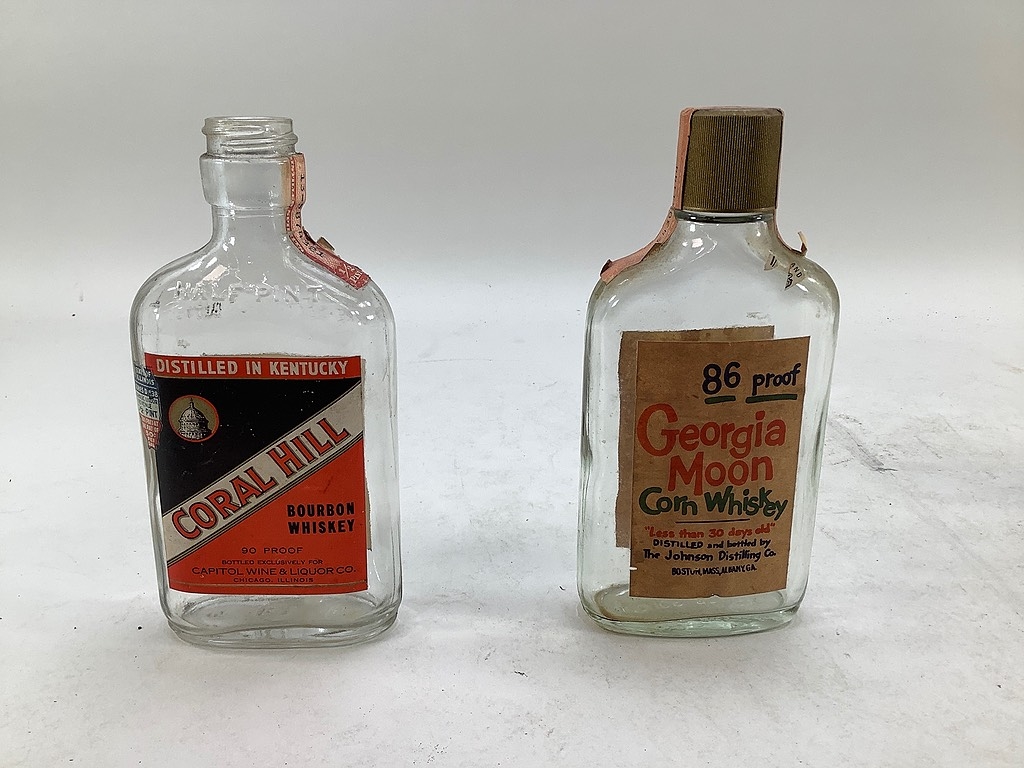 HALF PINT
1/2
DISTILLED IN KENTUCKY
CORAL HILL
BOURBON
WHISKEY
90 PROOF
BOTTLED EXCLUSIVELY FOR
CAPITOL WINE & LIQUOR CO.
CHICAGO, ILLINOIS
86 proof
Georgia
Moon
Corn Whiskey
"Less than 30 days old"
DISTILLED and bottled by
The Johnson Distilling Co.
BOSTON, MASS, ALBANY, GA.